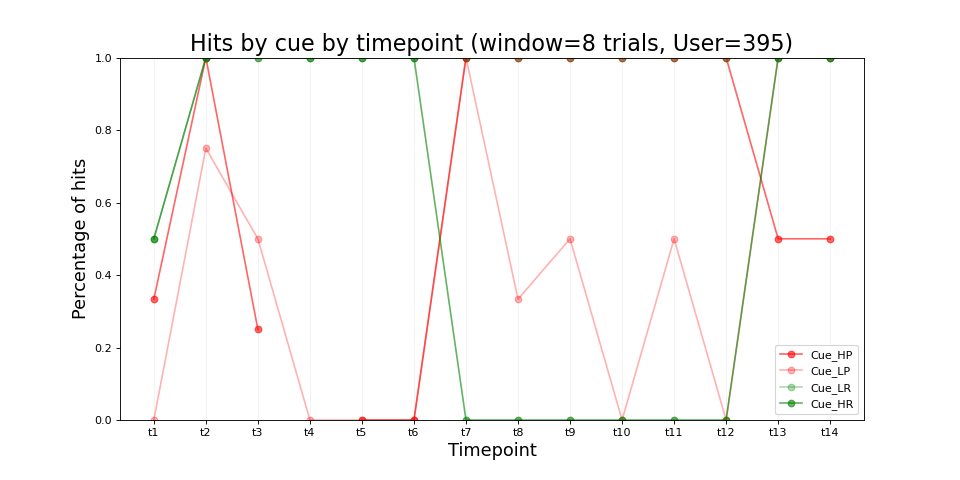 Hits by cue by timepoint (window=8 trials, User=395)
Percentage of hits
1.0
0.8
0.6
0.4
0.2
0.0
t1 t2 t3 t4 t5 t6 t7 t8 t9 t10 t11 t12 t13 t14
Timepoint
Cue_HP
Cue_LP
Cue_LR
Cue_HR